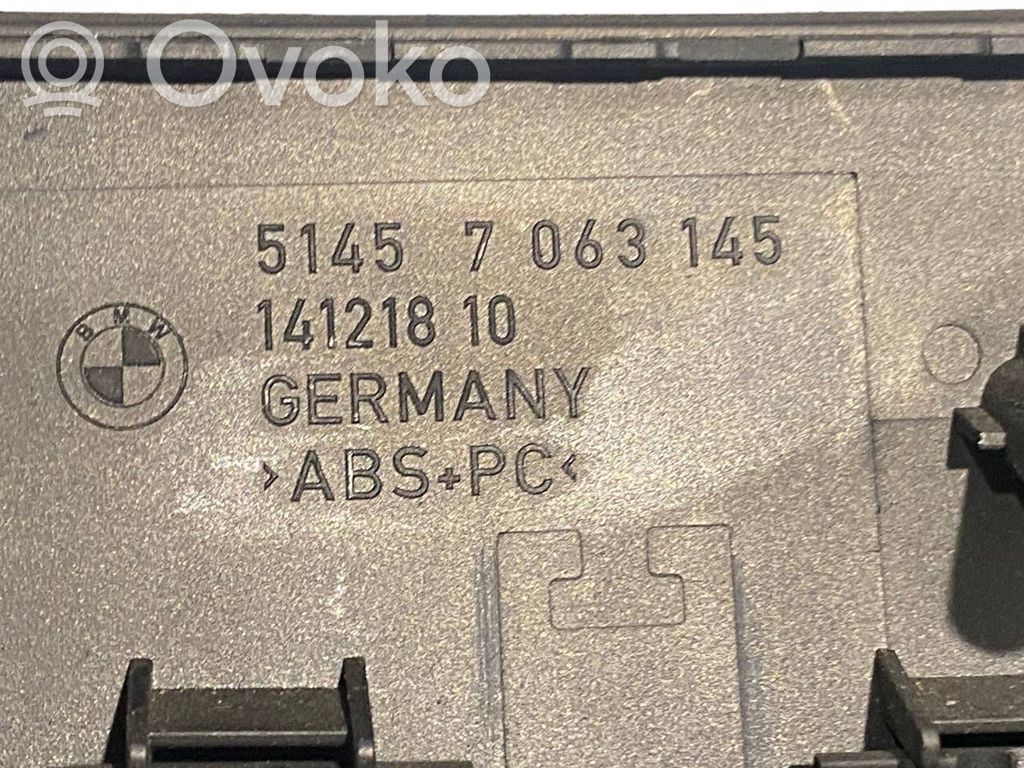 Ovoko
5145 7 063 145
BMW
141218 10
GERMANY
>ABS+PC<